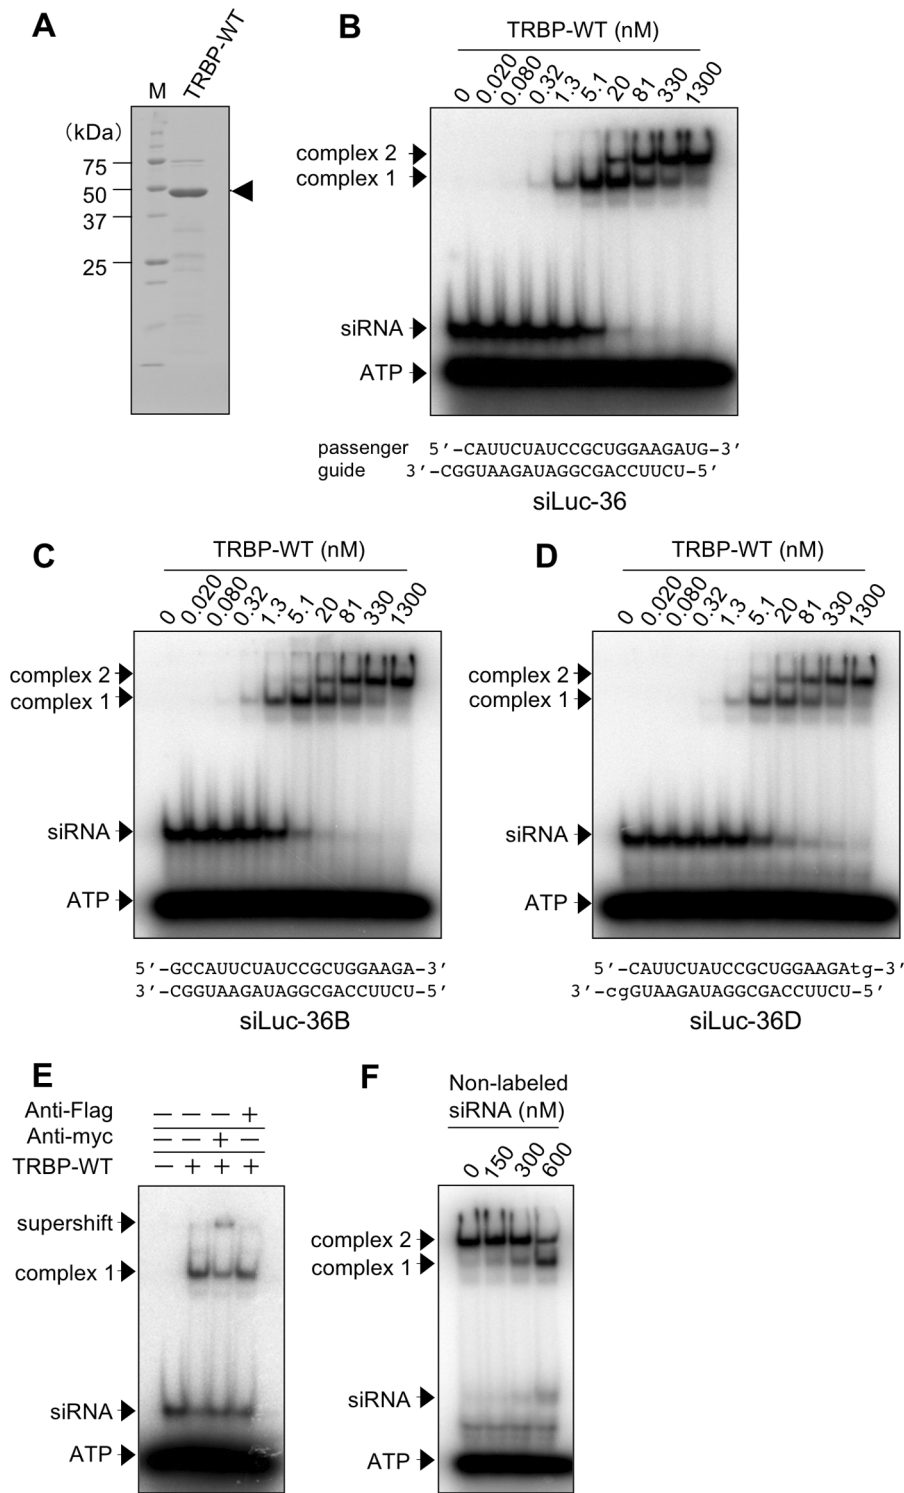 A
M
TRBP-WT
(kDa)
75
50
37
25
B
TRBP-WT (nM)
0
0.020
0.080
0.32
1.3
5.1
20
81
330
1300
complex 2
complex 1
siRNA
ATP
passenger 5′-CAUUCUAUCCGCUGGAAGAUG-3′
guide 3′-CGGUAAGAUAGGCGACCUUCU-5′
siLuc-36
C
TRBP-WT (nM)
0
0.020
0.080
0.32
1.3
5.1
20
81
330
1300
complex 2
complex 1
siRNA
ATP
5′-GCCAUUCUAUCCGCUGGAAGA-3′
3′-CGGUAAGAUAGGCGACCUUCU-5′
siLuc-36B
D
TRBP-WT (nM)
0
0.020
0.080
0.32
1.3
5.1
20
81
330
1300
complex 2
complex 1
siRNA
ATP
5′-CAUUCUAUCCGCUGGAAGAtg-3′
3′-cgGUAAGAUAGGCGACCUUCU-5′
siLuc-36D
E
Anti-Flag − − − +
Anti-myc − − + −
TRBP-WT − + + +
supershift
complex 1
siRNA
ATP
F
Non-labeled
siRNA (nM)
0
150
300
600
complex 2
complex 1
siRNA
ATP